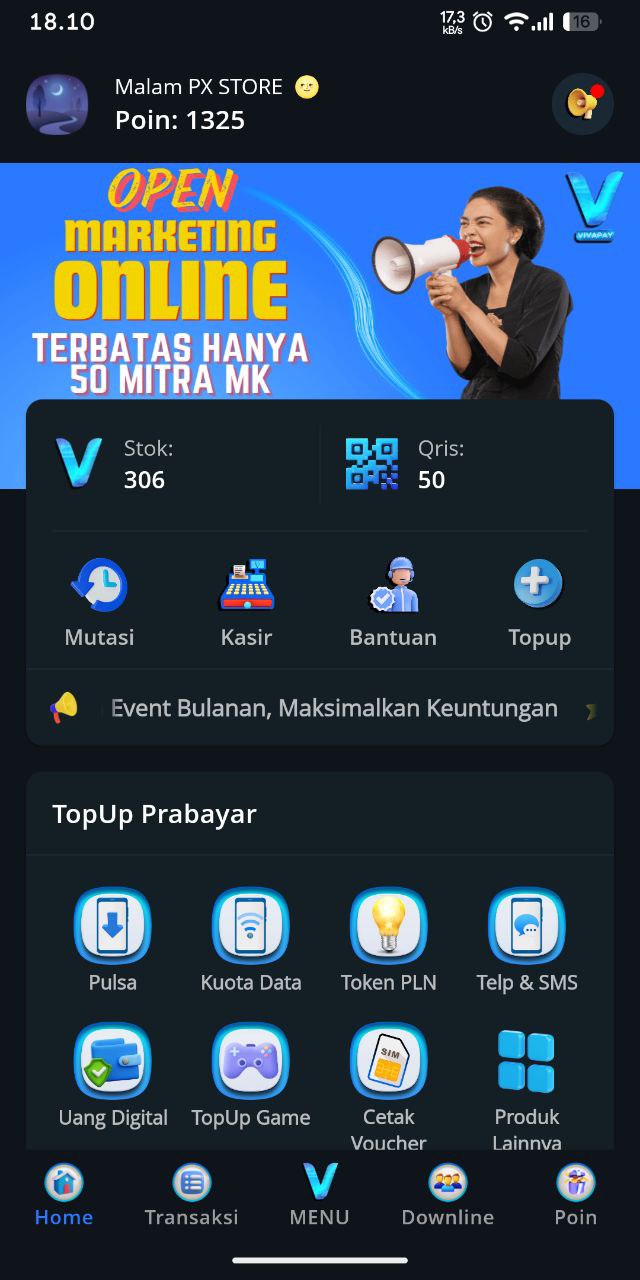 18.10
17,3
kB/s
16
Malam PX STORE
Poin: 1325
OPEN
MARKETING
ONLINE
TERBATAS HANYA
50 MITRA MK
VIVAPAY
Stok:
306
Qris:
50
Mutasi
Kasir
Bantuan
Topup
Event Bulanan, Maksimalkan Keuntungan
TopUp Prabayar
Pulsa
Kuota Data
Token PLN
Telp & SMS
SIM
Uang Digital
TopUp Game
Cetak
Voucher
Produk
Lainnya
Home
Transaksi
MENU
Downline
Poin